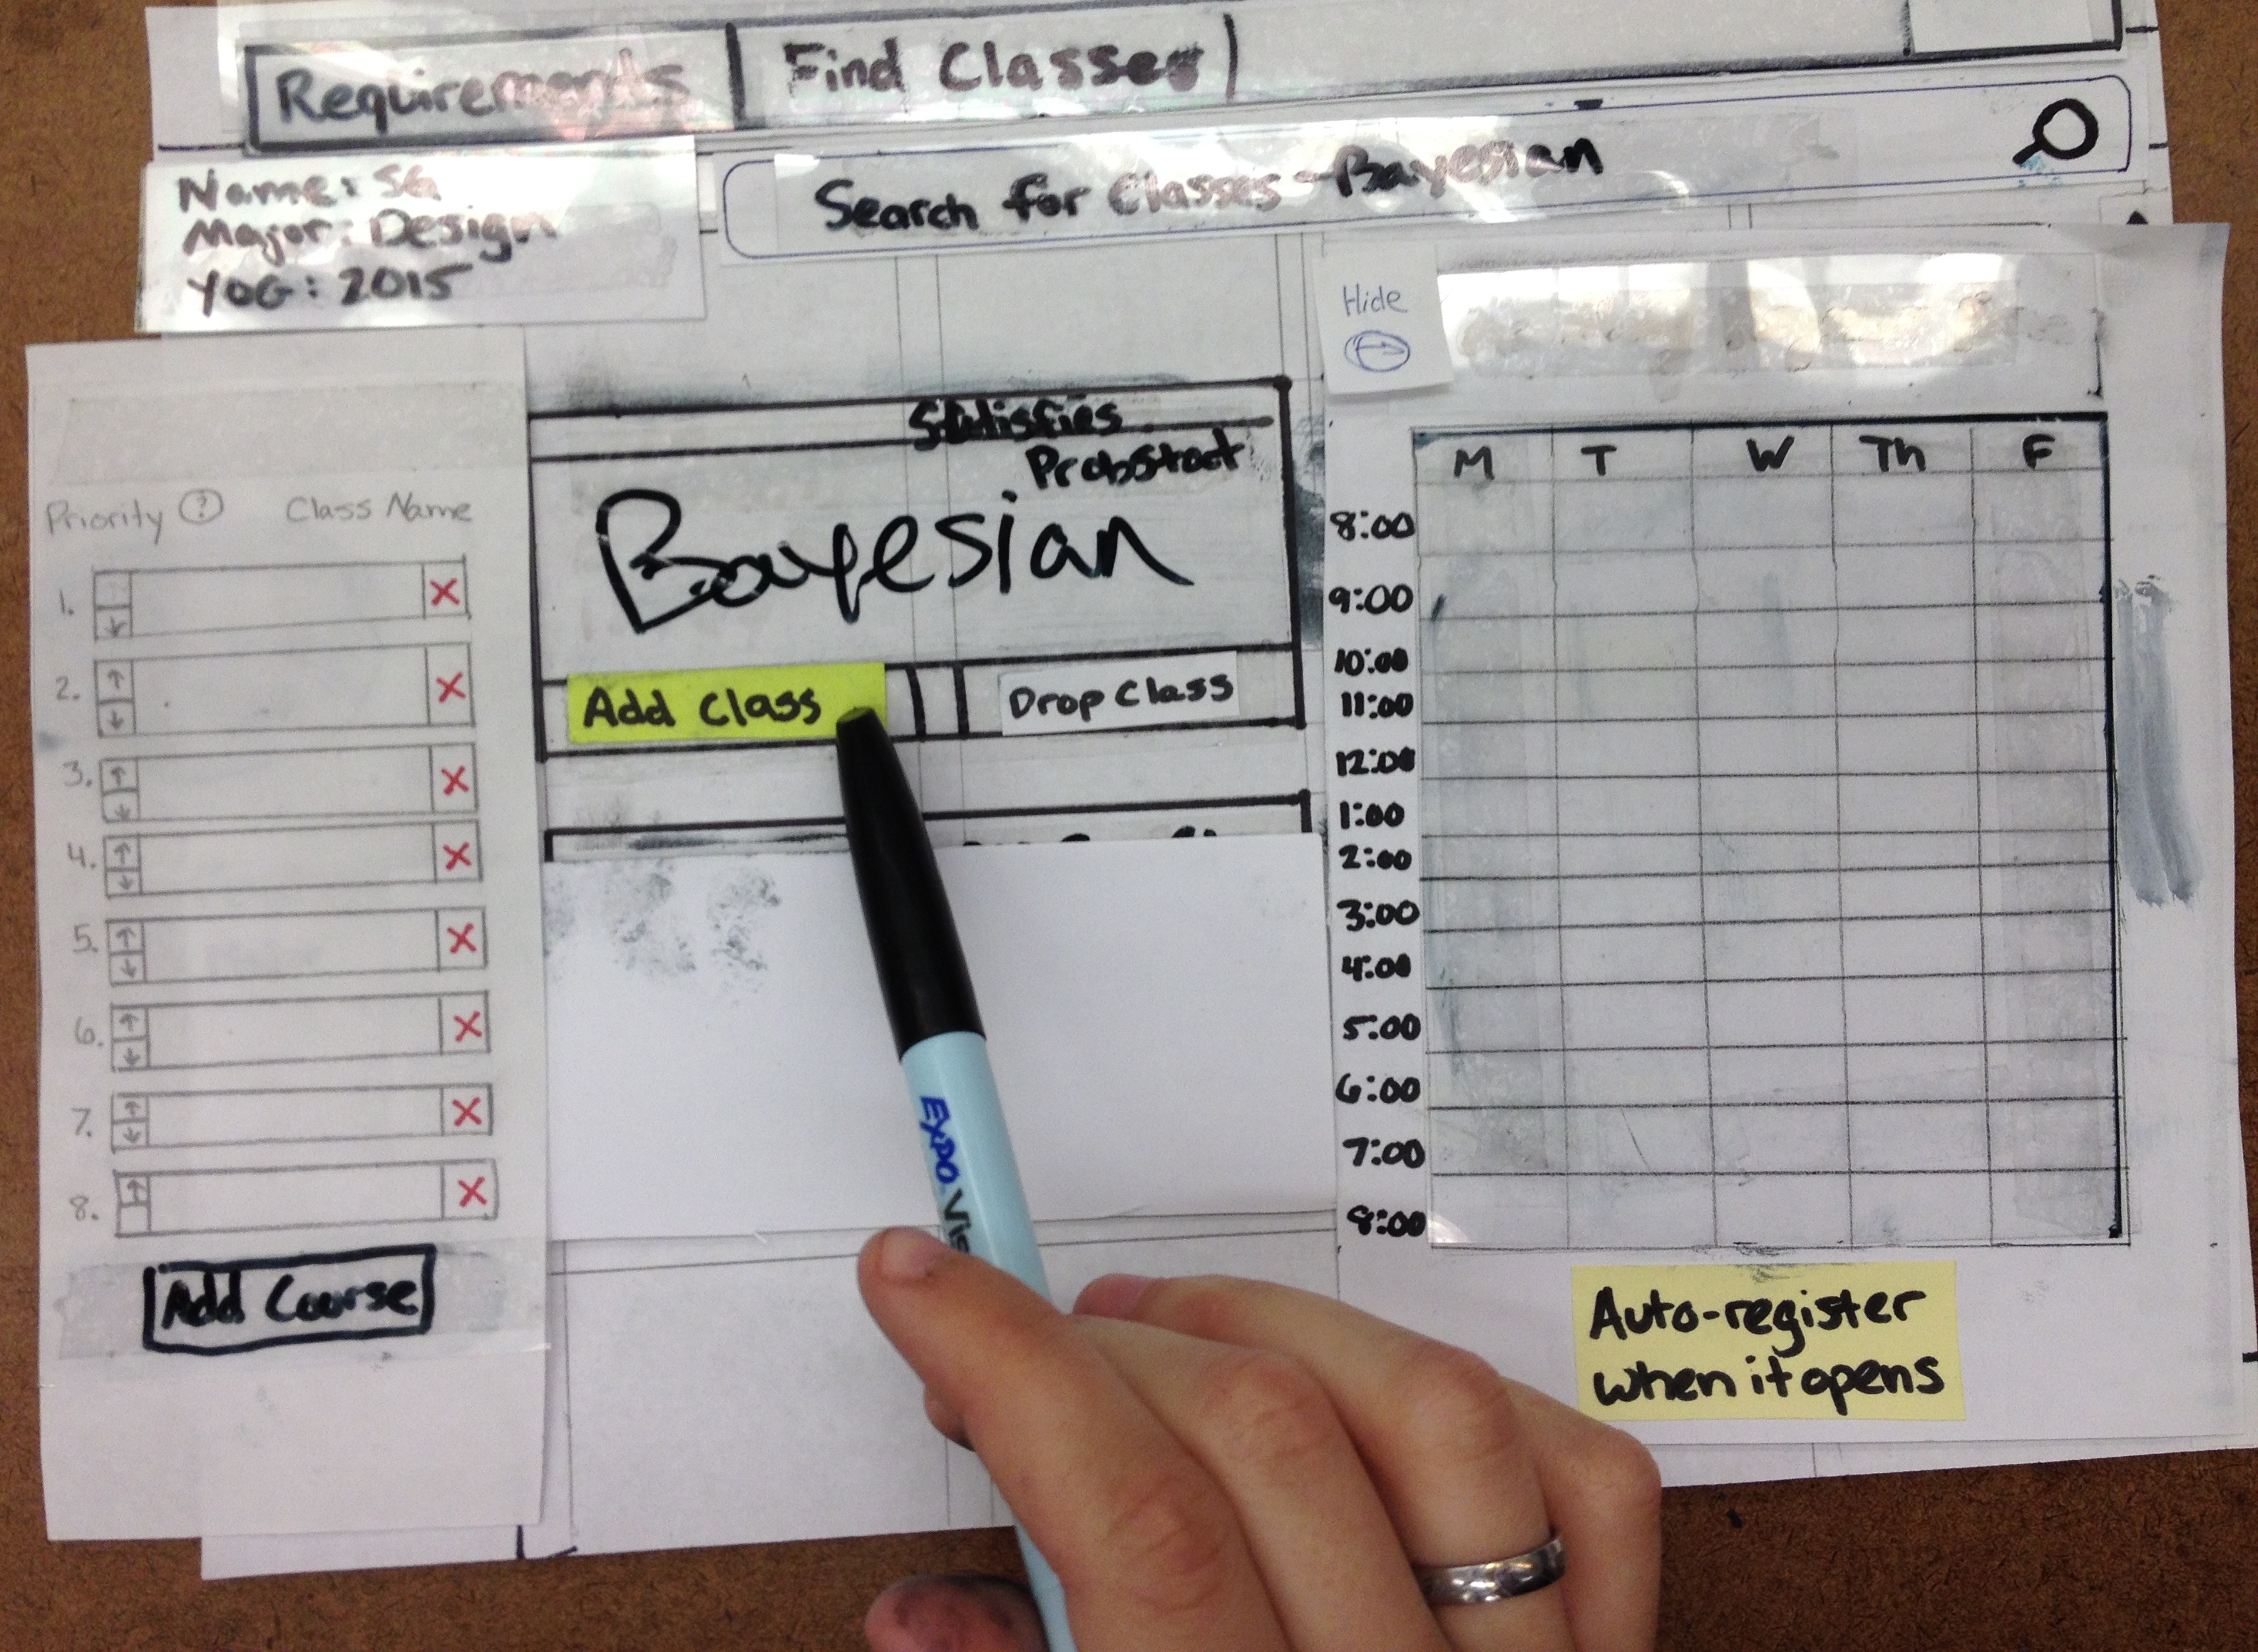 Requirements
Find Classes
Name: SG
Major: Design
YOG: 2015
Search for Classes - Bayesian
Hide
Satisfies
ProbStat
Bayesian
Add Class
Drop Class
Priority ? Class Name
1. ↓ X
2. ↑ ↓ X
3. ↑ ↓ X
4. ↑ ↓ X
5. ↑ ↓ X
6. ↑ ↓ X
7. ↑ ↓ X
8. ↑ X
Add Course
M T W Th F
8:00
9:00
10:00
11:00
12:00
1:00
2:00
3:00
4:00
5:00
6:00
7:00
8:00
Auto-register
when it opens
EXPO Vis